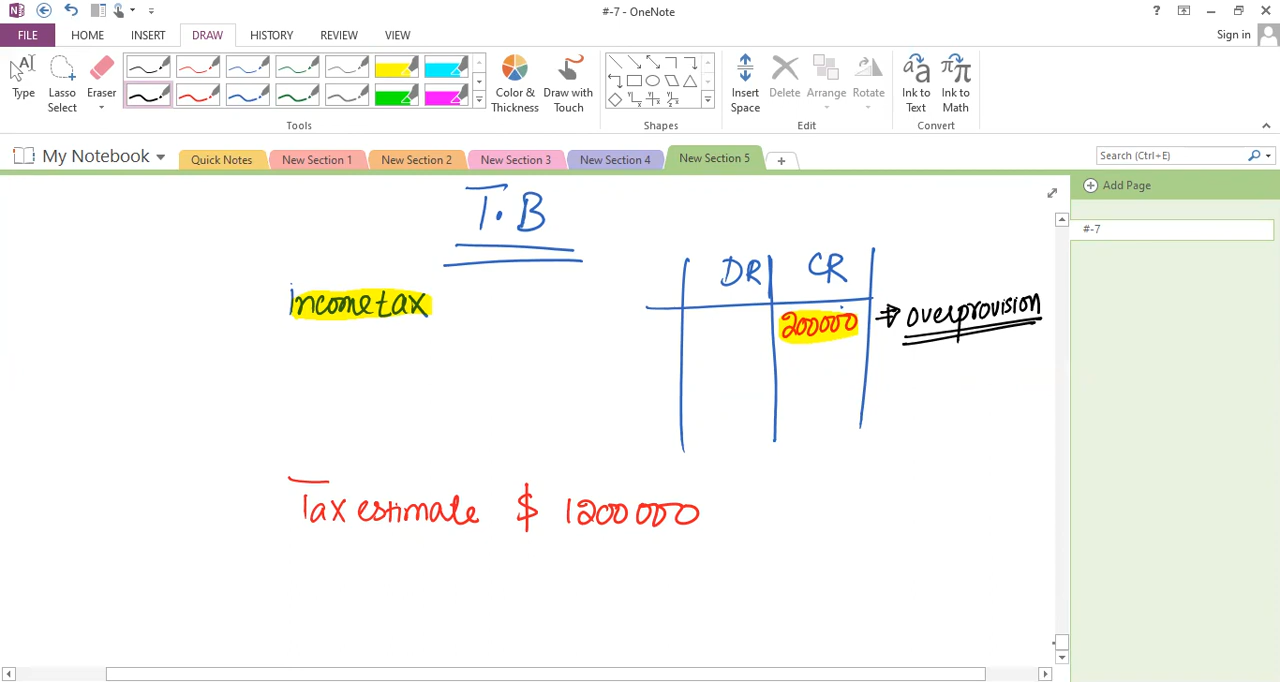 #-7 - OneNote
Sign in
FILE HOME INSERT DRAW HISTORY REVIEW VIEW
Type
Lasso Select
Eraser
Color & Thickness
Draw with Touch
Insert Space
Delete
Arrange
Rotate
Ink to Text
Ink to Math
Tools Shapes Edit Convert
My Notebook Quick Notes New Section 1 New Section 2 New Section 3 New Section 4 New Section 5
Search (Ctrl+E)
Add Page
#-7
T.B
DR CR
income tax
200000 overprovision
Tax estimate $ 1200 000